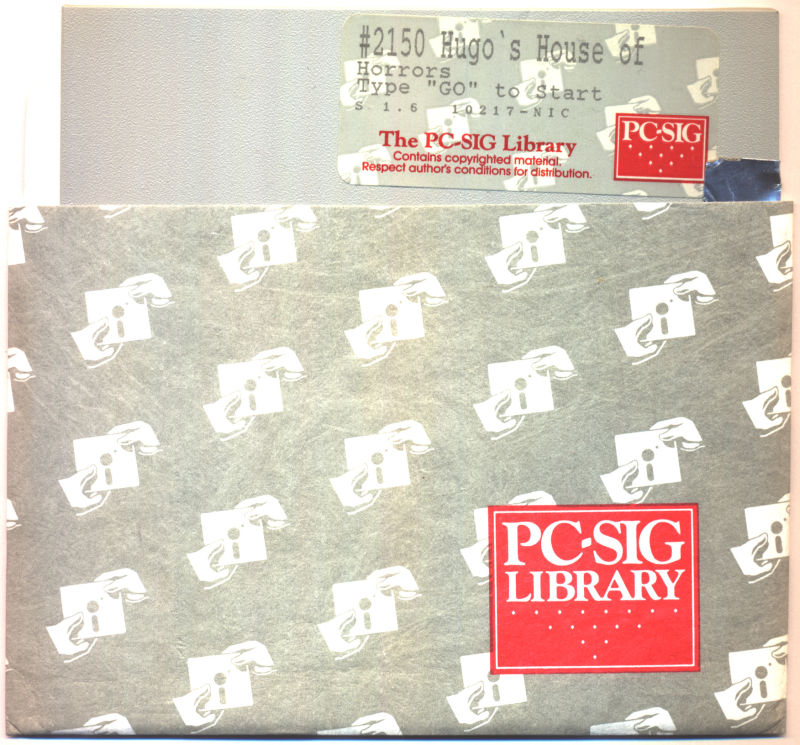 #2150 Hugo`s House of
Horrors
Type "GO" to Start
S 1.6 10217-NIC
The PC-SIG Library
Contains copyrighted material.
Respect author's conditions for distribution.
PC-SIG
PC-SIG
LIBRARY